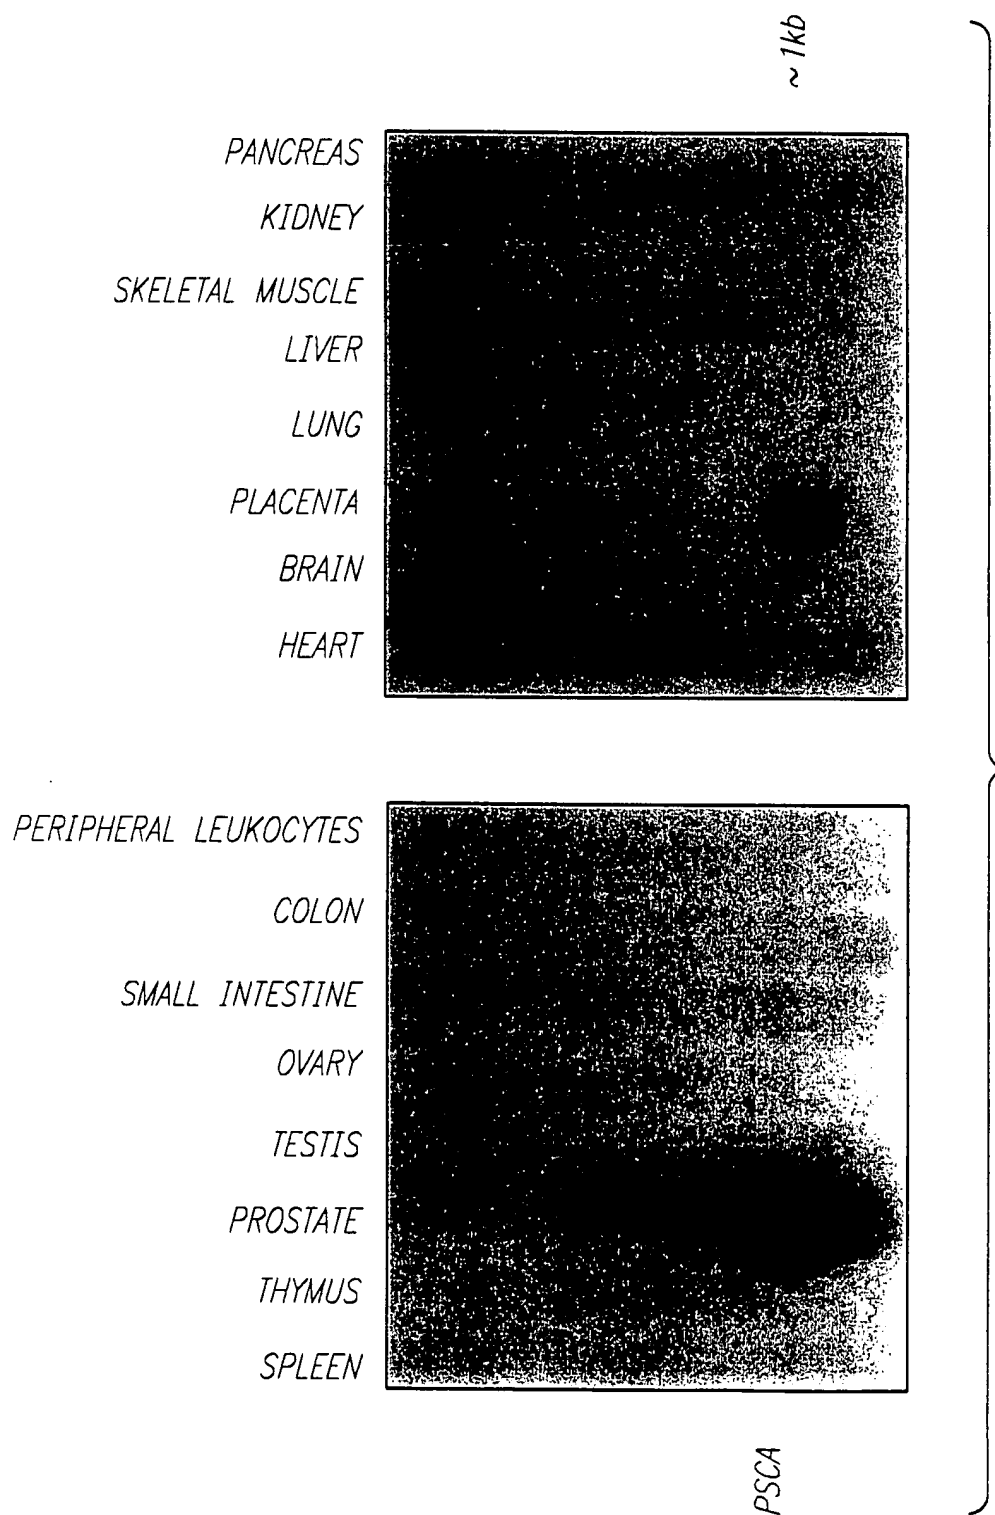 ~ 1kb
PANCREAS
KIDNEY
SKELETAL MUSCLE
LIVER
LUNG
PLACENTA
BRAIN
HEART
PERIPHERAL LEUKOCYTES
COLON
SMALL INTESTINE
OVARY
TESTIS
PROSTATE
THYMUS
SPLEEN
PSCA